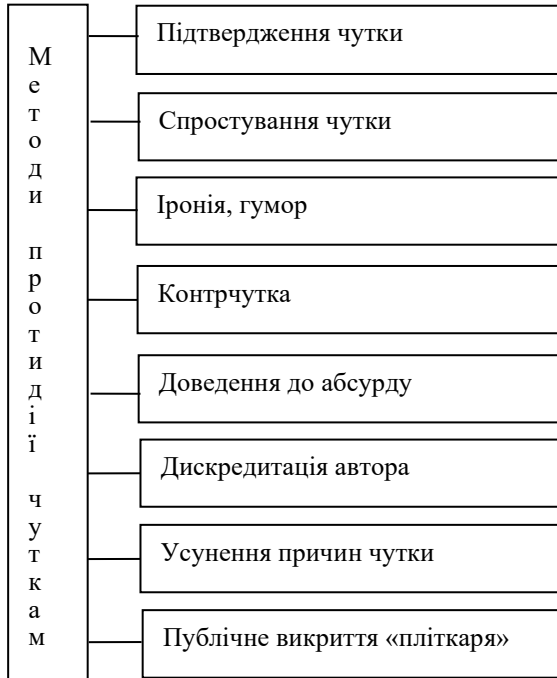 Методи протидії чуткам
Підтвердження чутки
Спростування чутки
Іронія, гумор
Контрчутка
Доведення до абсурду
Дискредитація автора
Усунення причин чутки
Публічне викриття «пліткаря»